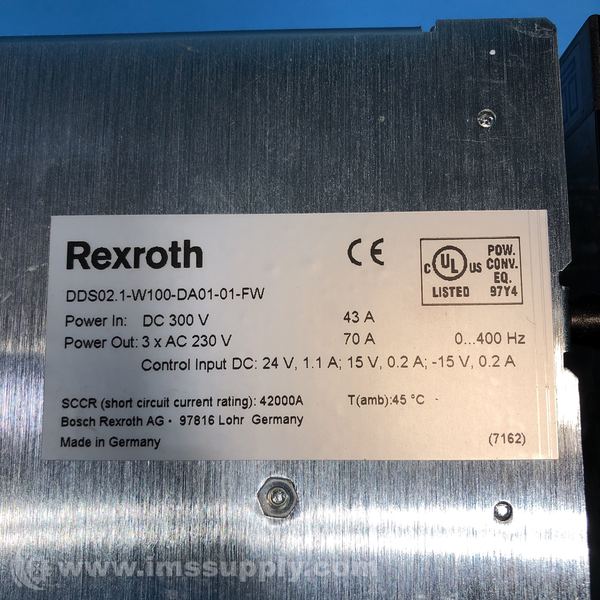 Rexroth CE
DDS02.1-W100-DA01-01-FW
c UL us LISTED
POW. CONV. EQ. 97Y4
Power In: DC 300 V 43 A
Power Out: 3 x AC 230 V 70 A 0...400 Hz
Control Input DC: 24 V, 1.1 A; 15 V, 0.2 A; -15 V, 0.2 A
SCCR (short circuit current rating): 42000A T(amb):45 °C
Bosch Rexroth AG • 97816 Lohr Germany
Made in Germany (7162)
www.imssupply.com